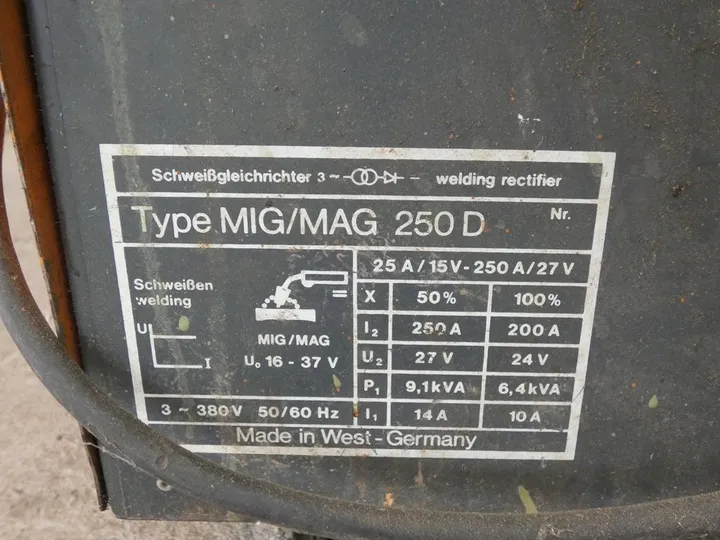 Schweißgleichrichter 3 ~ welding rectifier
Type MIG/MAG 250 D Nr.
25 A / 15 V - 250 A / 27 V
Schweißen
welding
MIG/MAG
U₀ 16 - 37 V
U
I
=
X 50% 100%
I₂ 250 A 200 A
U₂ 27 V 24 V
P₁ 9,1 kVA 6,4 kVA
3 ~ 380 V 50/60 Hz I₁ 14 A 10 A
Made in West-Germany